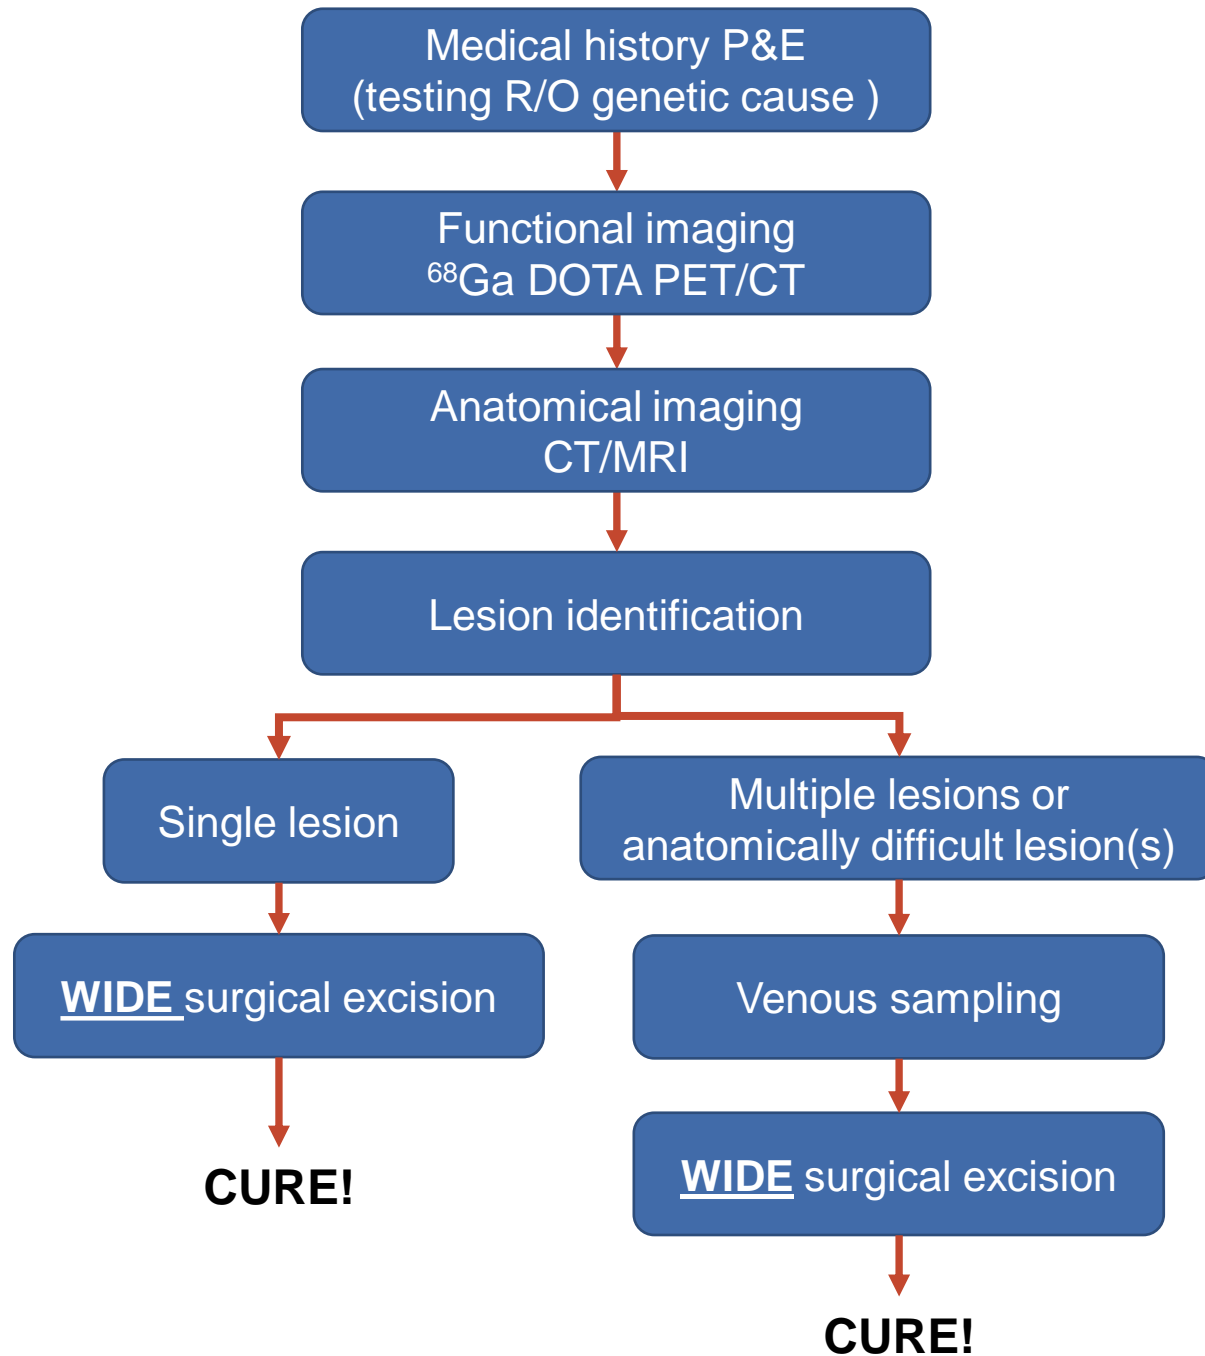 Medical history P&E
(testing R/O genetic cause )
Functional imaging
⁶⁸Ga DOTA PET/CT
Anatomical imaging
CT/MRI
Lesion identification
Single lesion
Multiple lesions or
anatomically difficult lesion(s)
WIDE surgical excision
Venous sampling
CURE!
WIDE surgical excision
CURE!